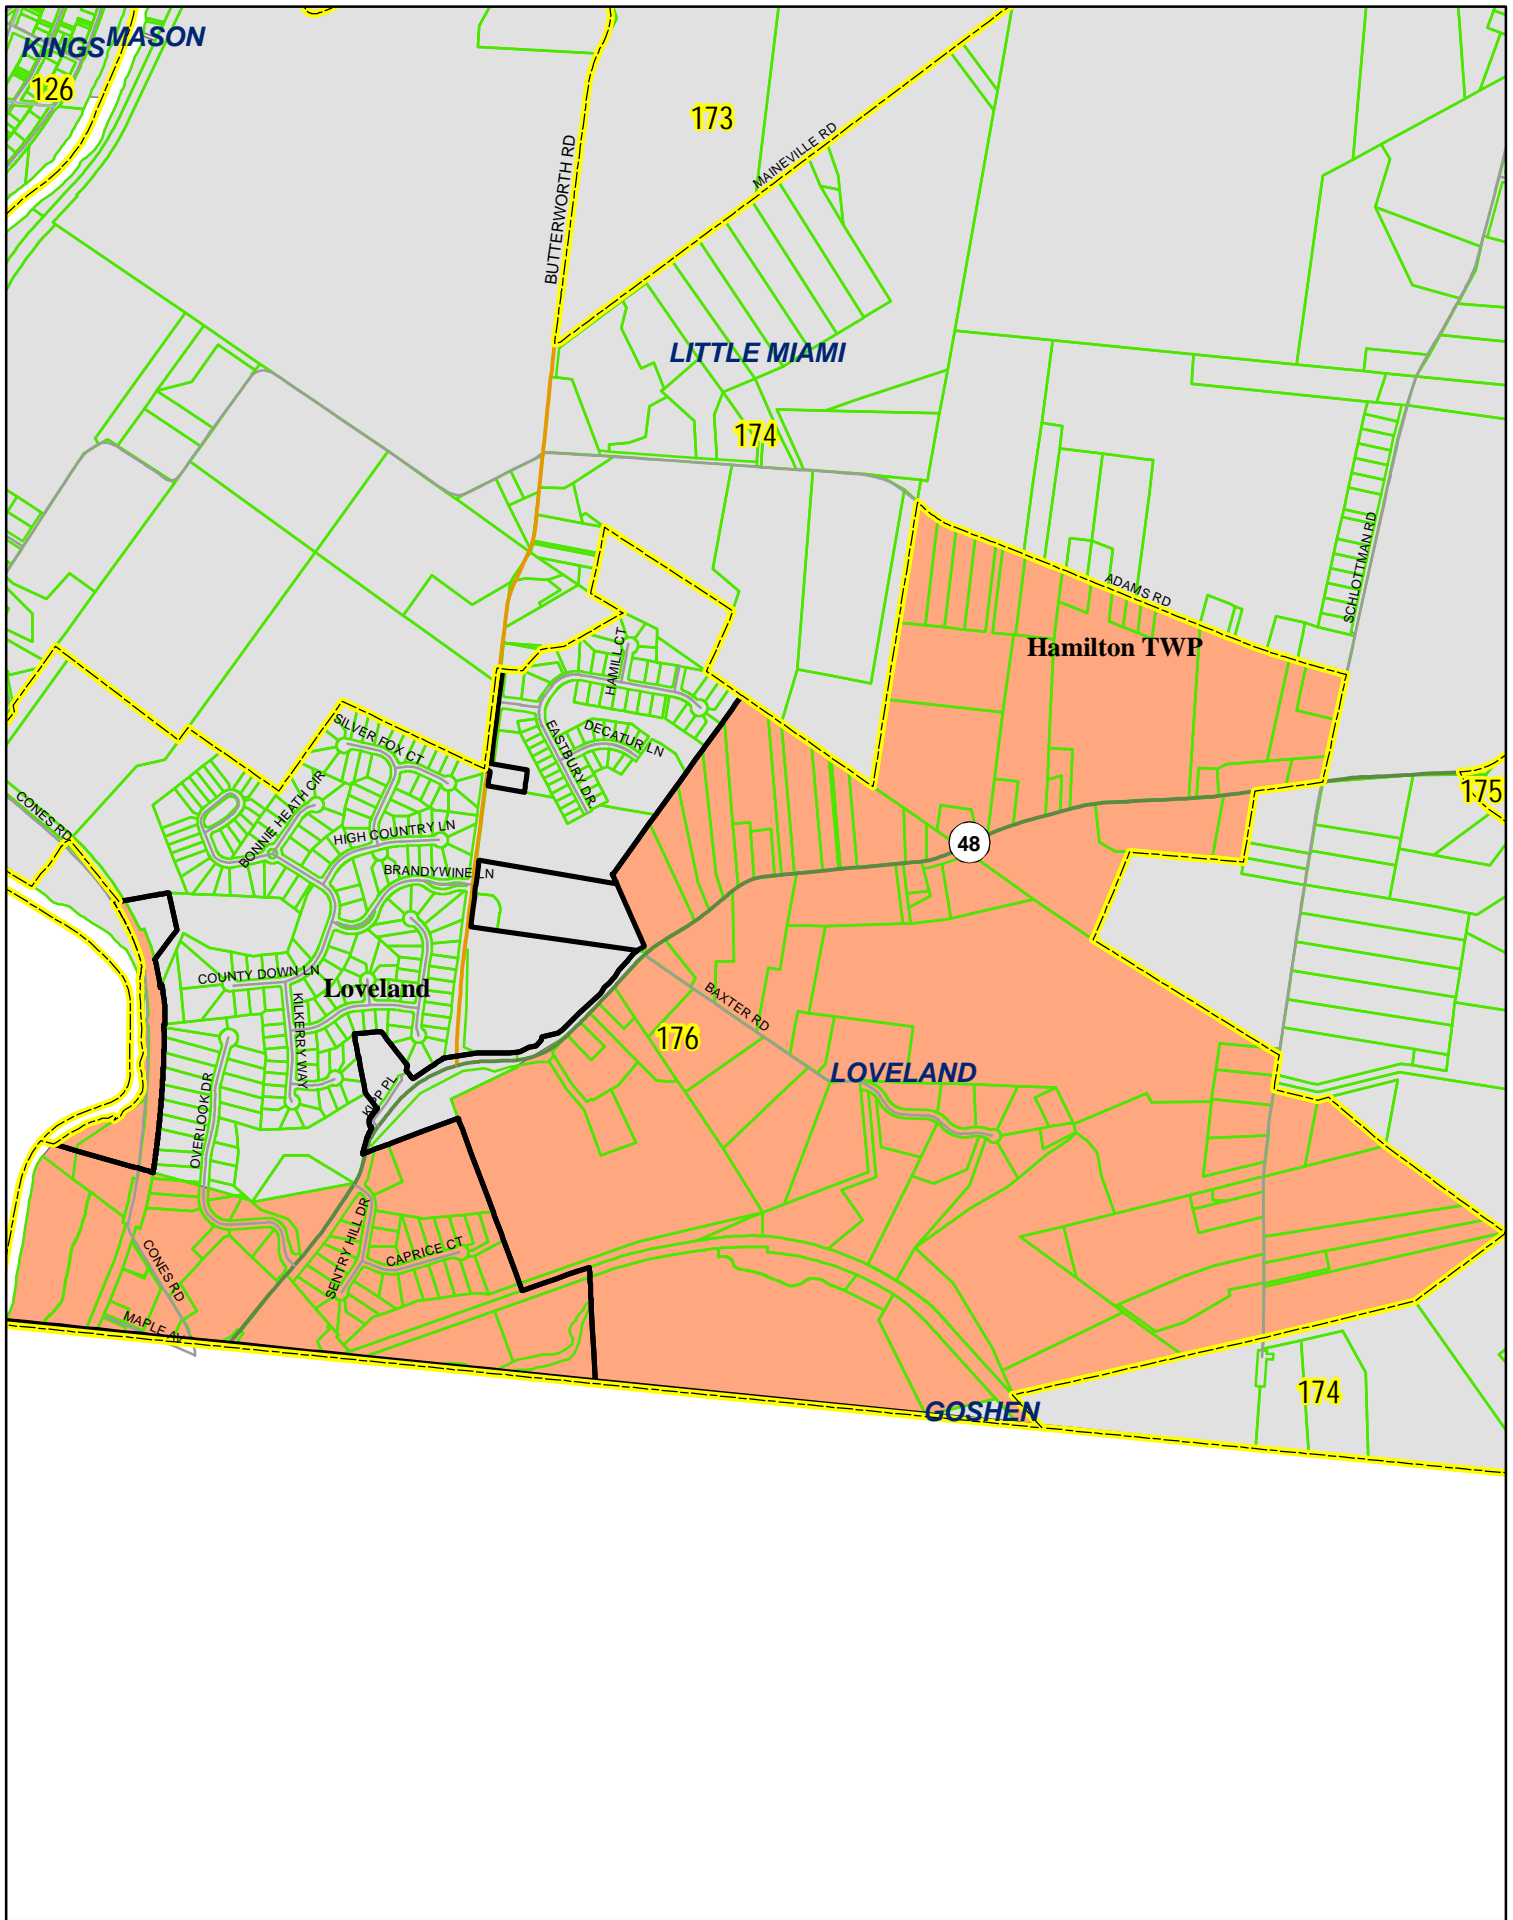 KINGS MASON
126
173
MAINEVILLE RD
BUTTERWORTH RD
LITTLE MIAMI
174
SCHLOTTMAN RD
ADAMS RD
Hamilton TWP
HAMILL CT
SILVER FOX CT
DECATUR LN
EASTBURY DR
CONES RD
BONNIE HEATH CIR
HIGH COUNTRY LN
BRANDYWINE LN
48
175
COUNTY DOWN LN
Loveland
KILKERRY WAY
BAXTER RD
176
LOVELAND
OVERLOOK DR
KIPP PL
SENTRY HILL DR
CAPRICE CT
CONES RD
MAPLE AV
GOSHEN
174